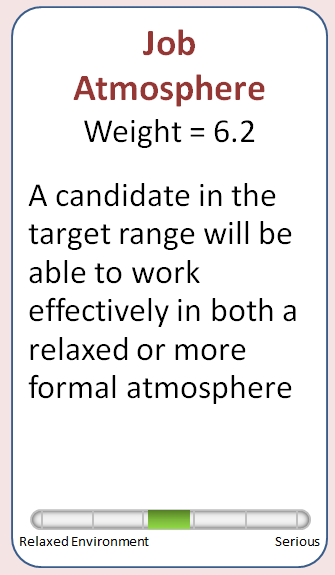 Job
Atmosphere
Weight = 6.2
A candidate in the
target range will be
able to work
effectively in both a
relaxed or more
formal atmosphere
Relaxed Environment
Serious